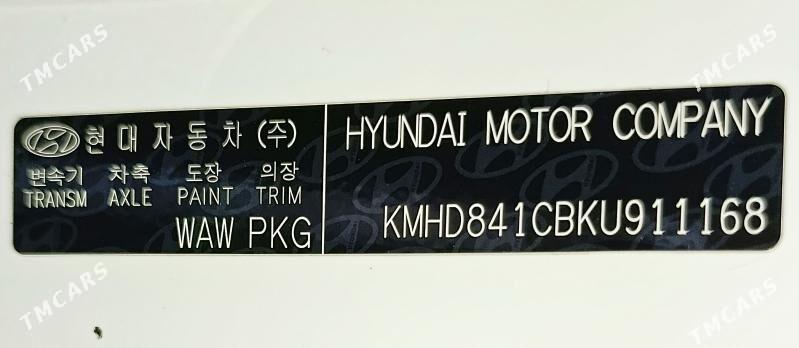 현대자동차(주)
변속기 차축 도장 의장
TRANSM AXLE PAINT TRIM
WAW PKG
HYUNDAI MOTOR COMPANY
KMHD841CBKU911168
TMCARS
TMCARS
TMCARS
TMCARS